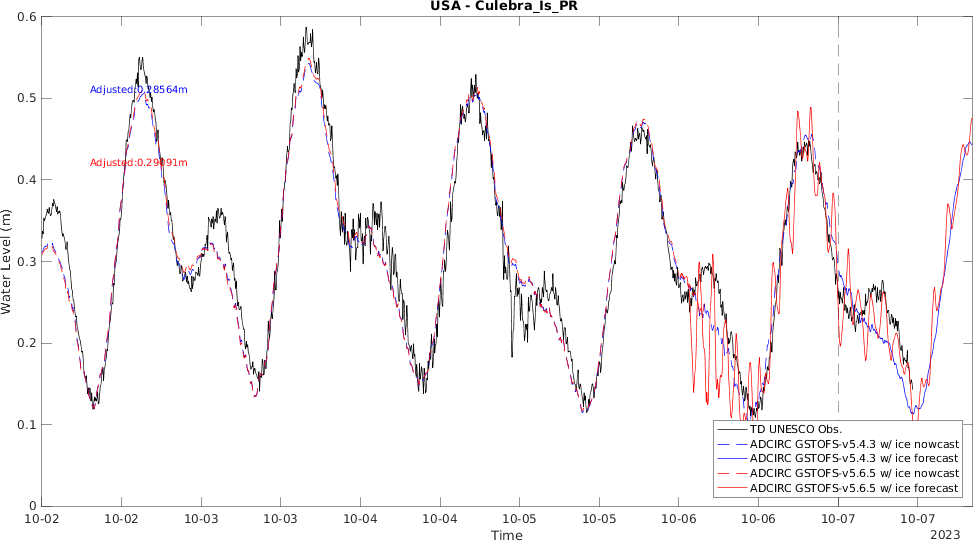 USA - Culebra_Is_PR
0.6
0.5
0.4
0.3
0.2
0.1
0
Water Level (m)
Adjusted:0.28564m
Adjusted:0.29091m
TD UNESCO Obs.
ADCIRC GSTOFS-v5.4.3 w/ ice nowcast
ADCIRC GSTOFS-v5.4.3 w/ ice forecast
ADCIRC GSTOFS-v5.6.5 w/ ice nowcast
ADCIRC GSTOFS-v5.6.5 w/ ice forecast
10-02 10-02 10-03 10-03 10-04 10-04 10-05 10-05 10-06 10-06 10-07 10-07
Time
2023